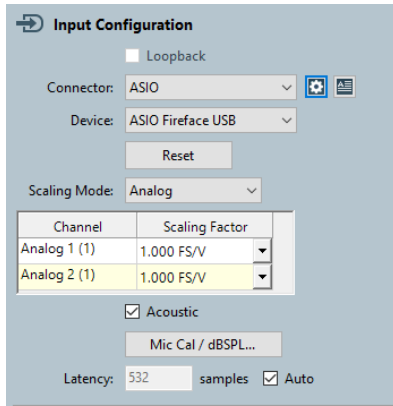 Input Configuration
Loopback
Connector: ASIO
Device: ASIO Fireface USB
Reset
Scaling Mode: Analog
Channel Scaling Factor
Analog 1 (1) 1.000 FS/V
Analog 2 (1) 1.000 FS/V
Acoustic
Mic Cal / dBSPL...
Latency: 532 samples Auto